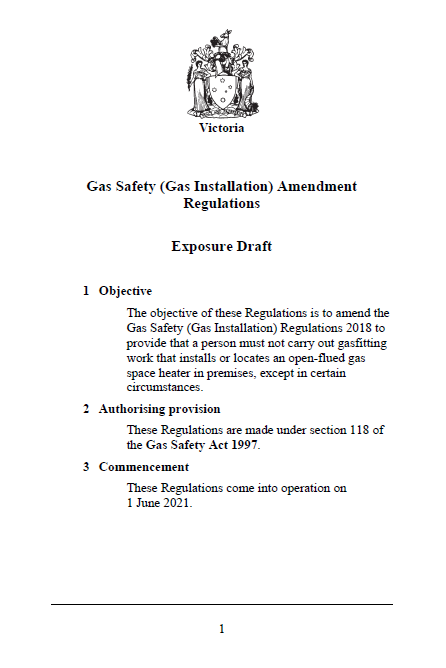 Victoria
Gas Safety (Gas Installation) Amendment
Regulations
Exposure Draft
1 Objective
The objective of these Regulations is to amend the
Gas Safety (Gas Installation) Regulations 2018 to
provide that a person must not carry out gasfitting
work that installs or locates an open-flued gas
space heater in premises, except in certain
circumstances.
2 Authorising provision
These Regulations are made under section 118 of
the Gas Safety Act 1997.
3 Commencement
These Regulations come into operation on
1 June 2021.
1